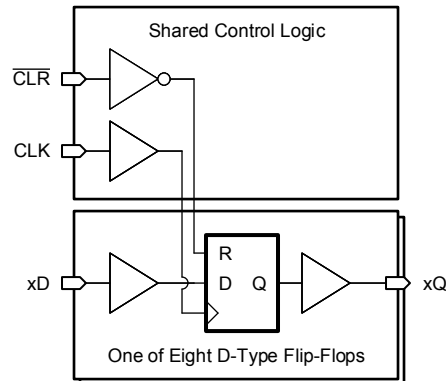 Shared Control Logic
CLR
CLK
R
xD
D Q
xQ
One of Eight D-Type Flip-Flops